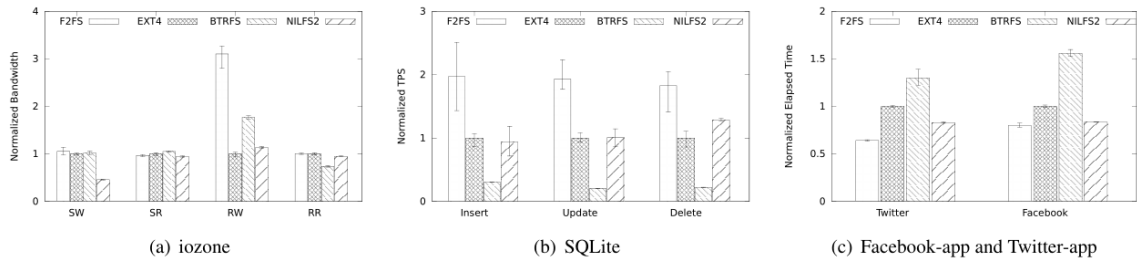 F2FS EXT4 BTRFS NILFS2
Normalized Bandwidth
4
3
2
1
0
SW SR RW RR
(a) iozone
F2FS EXT4 BTRFS NILFS2
Normalized TPS
3
2
1
0
Insert Update Delete
(b) SQLite
F2FS EXT4 BTRFS NILFS2
Normalized Elapsed Time
2
1.5
1
0.5
0
Twitter Facebook
(c) Facebook-app and Twitter-app